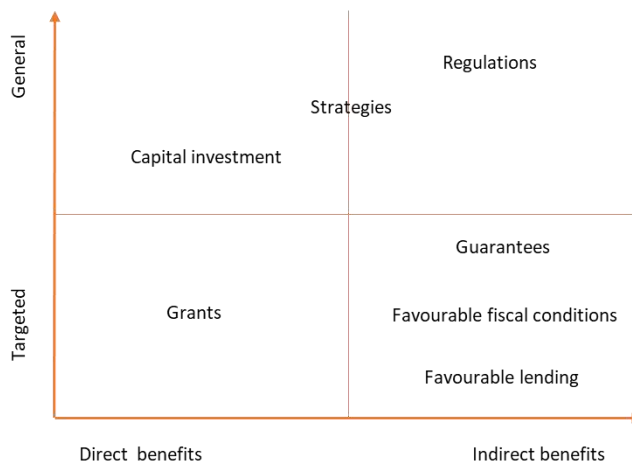 General
Regulations
Strategies
Capital investment
Guarantees
Targeted
Grants
Favourable fiscal conditions
Favourable lending
Direct benefits
Indirect benefits